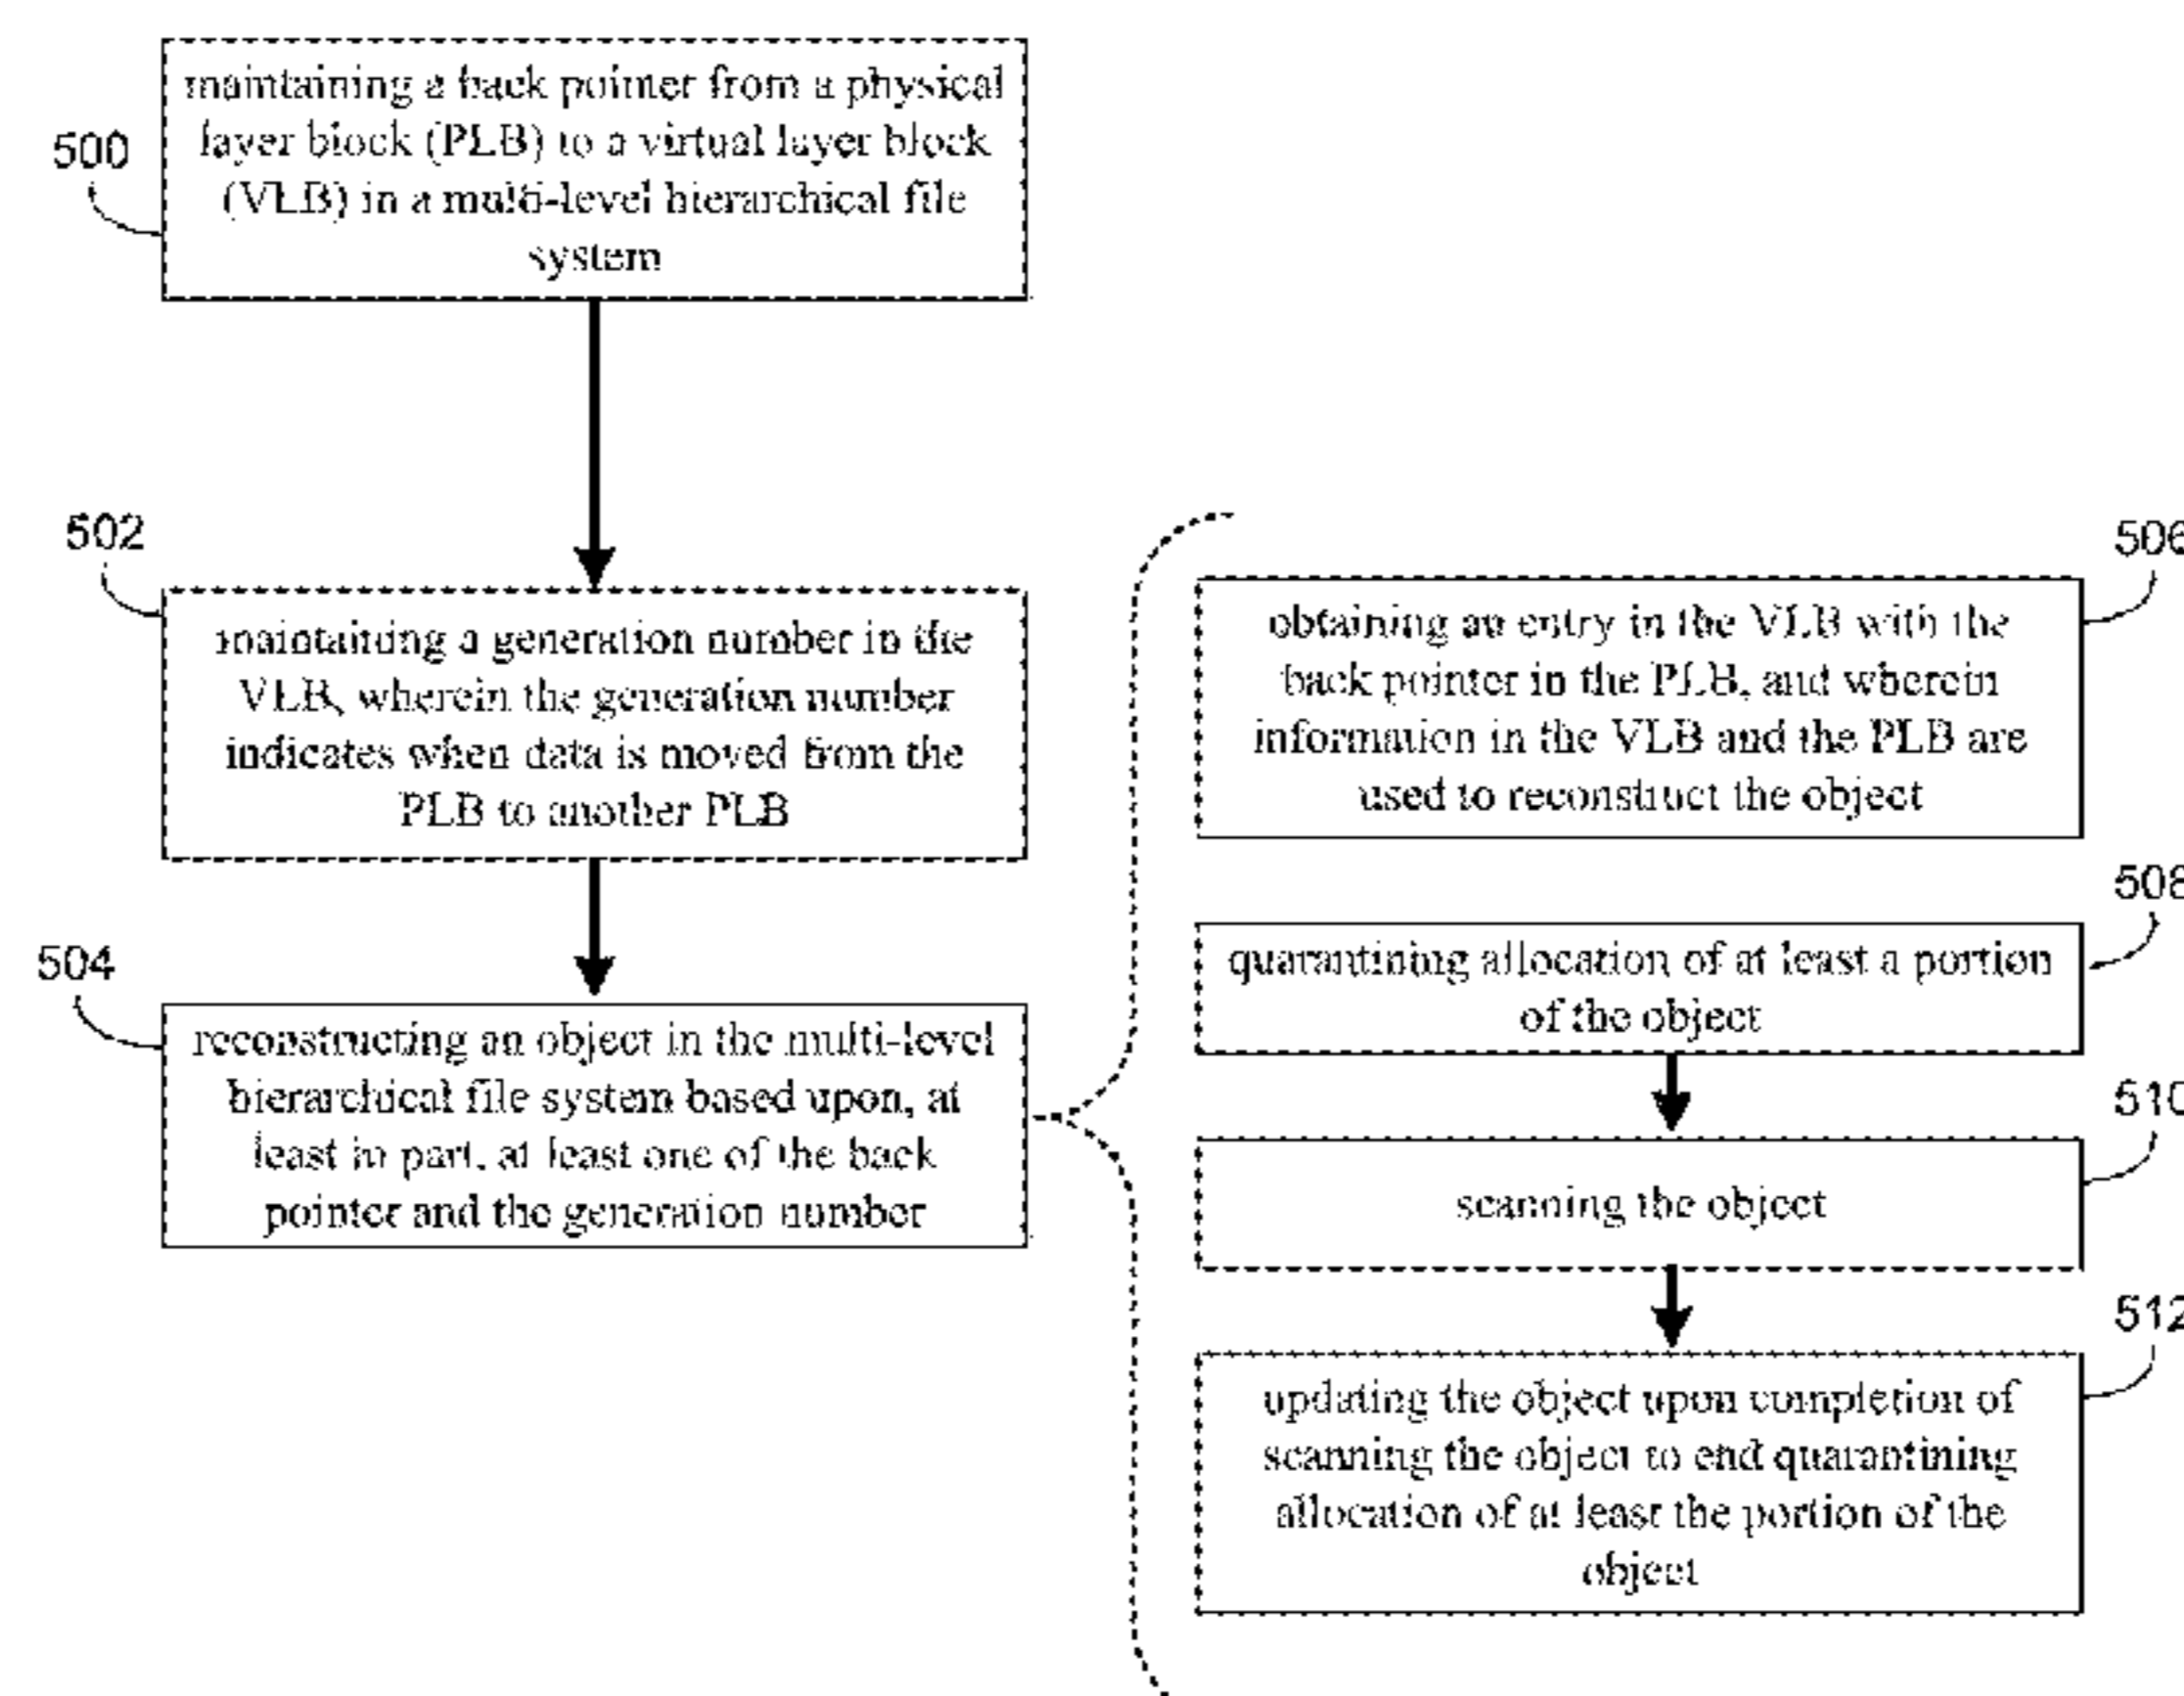 500
maintaining a back pointer from a physical
layer block (PLB) to a virtual layer block
(VLB) in a multi-level hierarchical file
system
502
maintaining a generation number in the
VLB, wherein the generation number
indicates when data is moved from the
PLB to another PLB
504
reconstructing an object in the multi-level
hierarchical file system based upon, at
least in part, at least one of the back
pointer and the generation number
506
obtaining an entry in the VLB with the
back pointer in the PLB, and wherein
information in the VLB and the PLB are
used to reconstruct the object
508
quarantining allocation of at least a portion
of the object
510
scanning the object
512
updating the object upon completion of
scanning the object to end quarantining
allocation of at least the portion of the
object